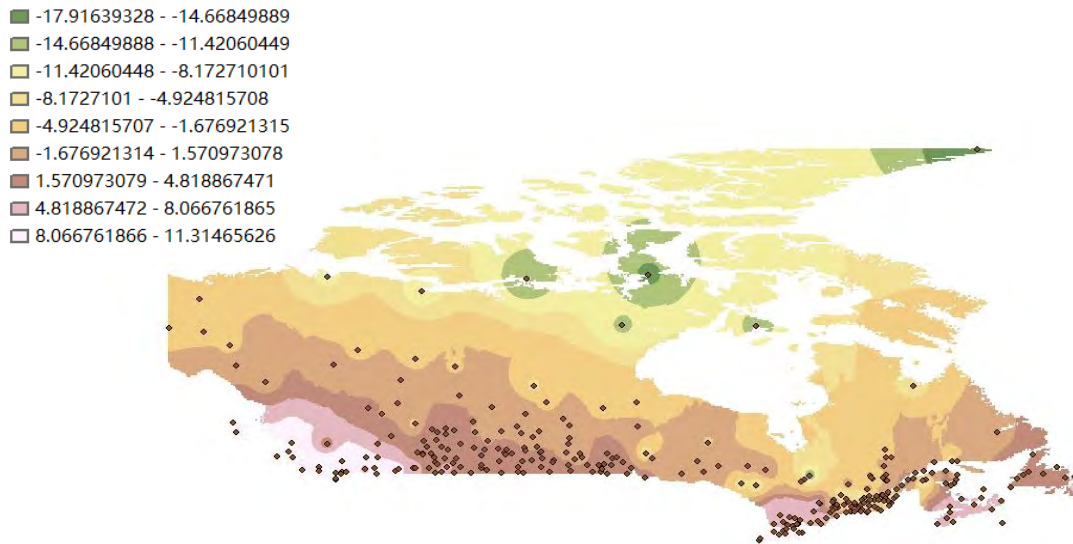 -17.91639328 - -14.66849889
-14.66849888 - -11.42060449
-11.42060448 - -8.172710101
-8.1727101 - -4.924815708
-4.924815707 - -1.676921315
-1.676921314 - 1.570973078
1.570973079 - 4.818867471
4.818867472 - 8.066761865
8.066761866 - 11.31465626